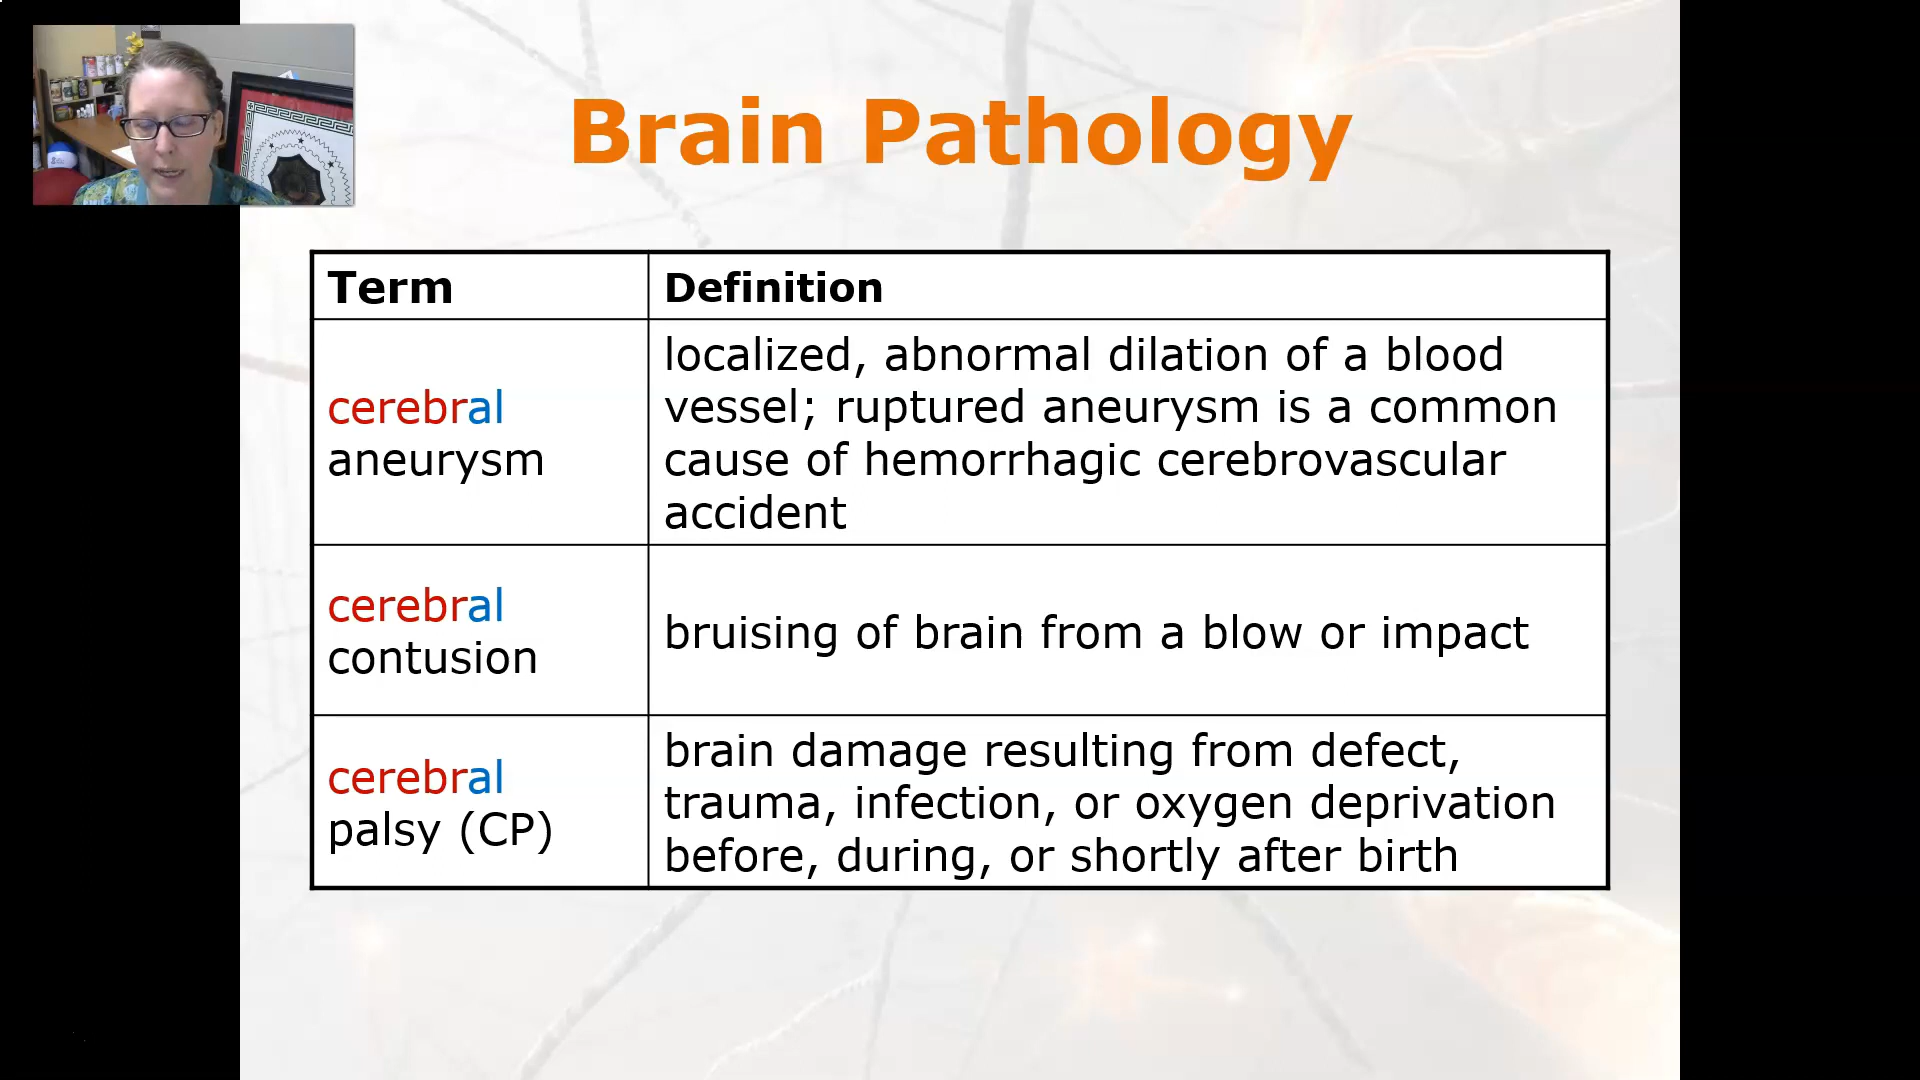 Brain Pathology
Term
Definition
cerebral
aneurysm
localized, abnormal dilation of a blood
vessel; ruptured aneurysm is a common
cause of hemorrhagic cerebrovascular
accident
cerebral
contusion
bruising of brain from a blow or impact
cerebral
palsy (CP)
brain damage resulting from defect,
trauma, infection, or oxygen deprivation
before, during, or shortly after birth